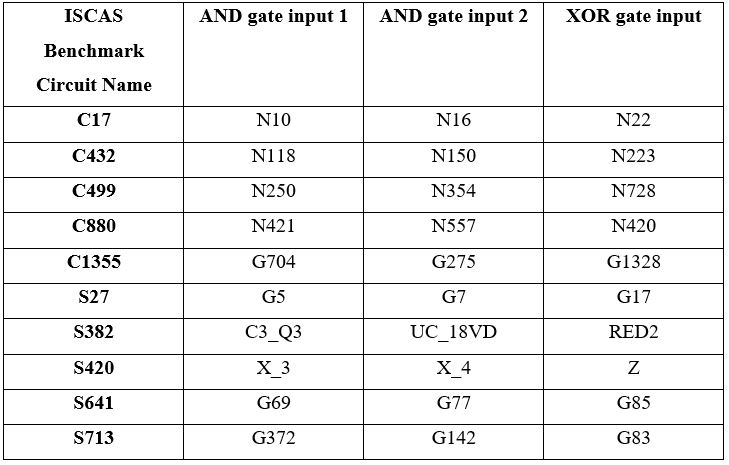 ISCAS Benchmark Circuit Name AND gate input 1 AND gate input 2 XOR gate input
C17 N10 N16 N22
C432 N118 N150 N223
C499 N250 N354 N728
C880 N421 N557 N420
C1355 G704 G275 G1328
S27 G5 G7 G17
S382 C3_Q3 UC_18VD RED2
S420 X_3 X_4 Z
S641 G69 G77 G85
S713 G372 G142 G83